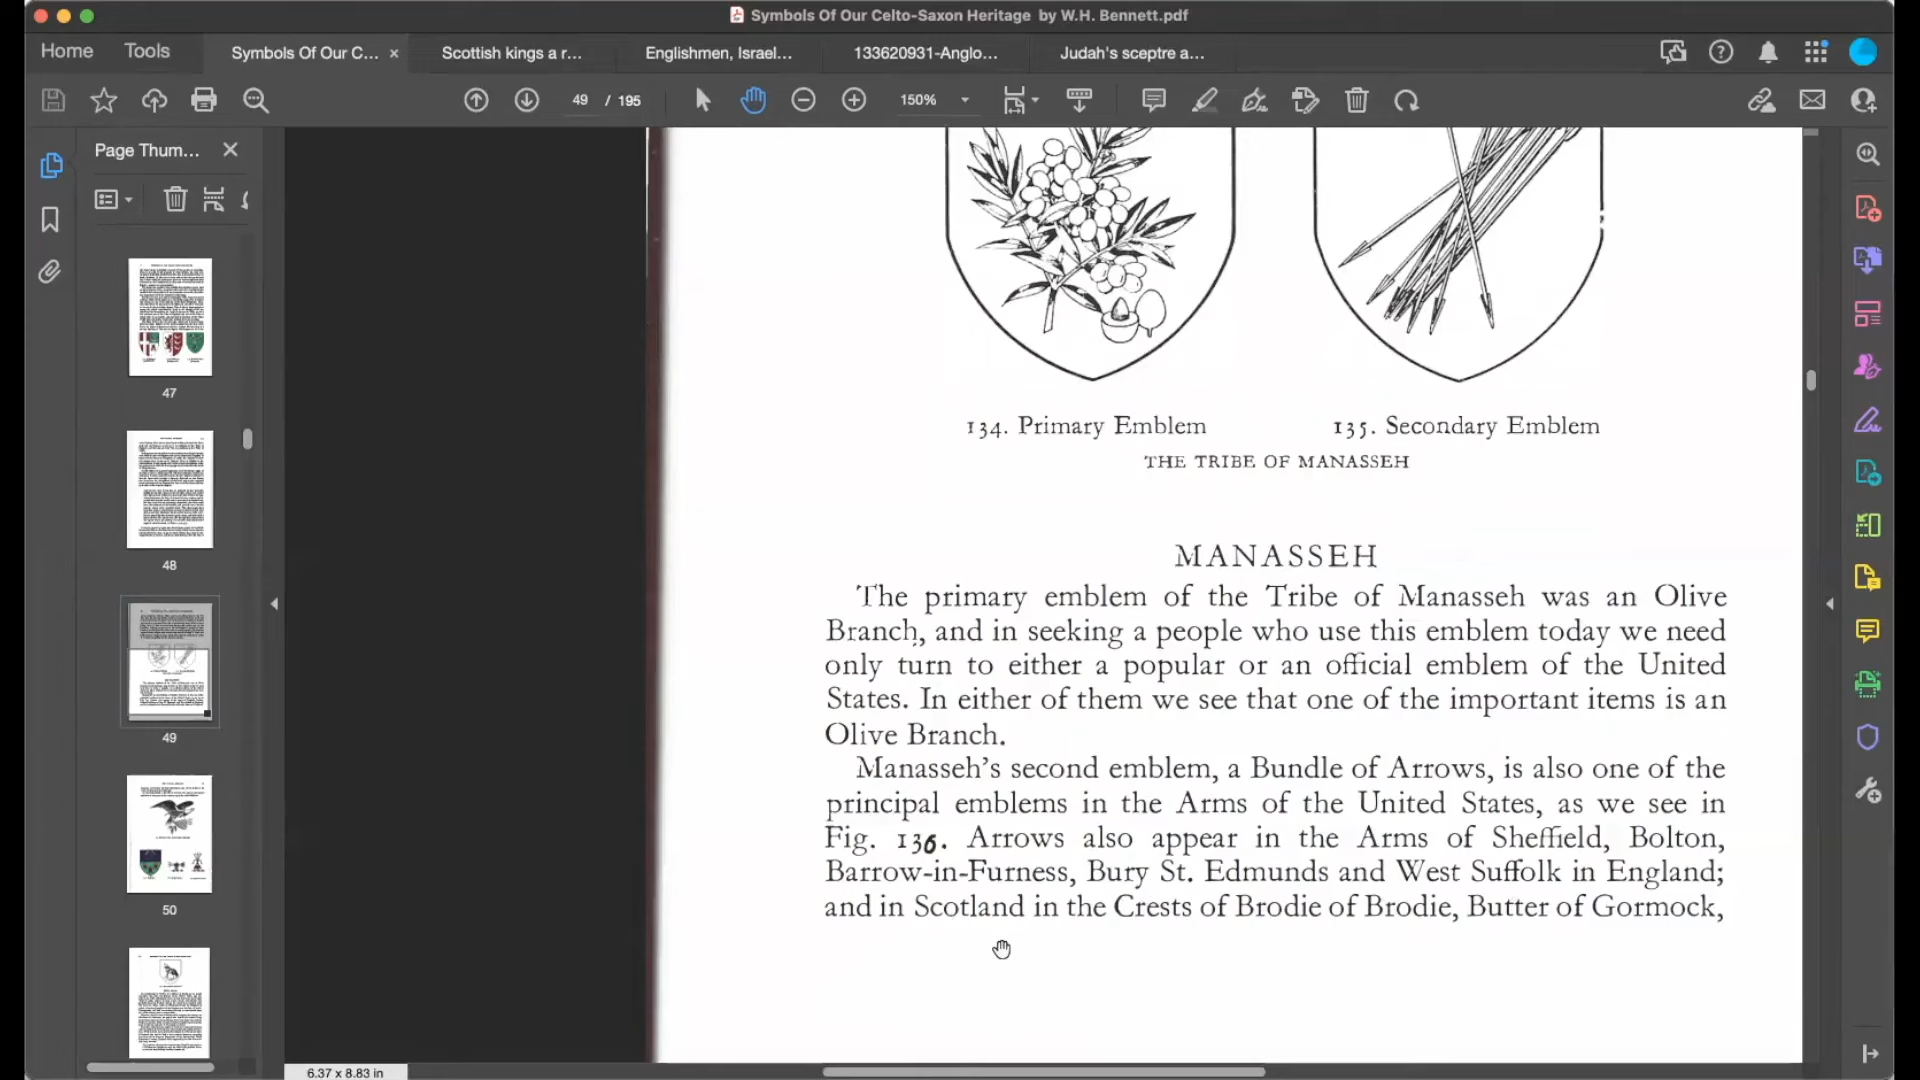 Symbols Of Our Celto-Saxon Heritage by W.H. Bennett.pdf
Home
Tools
Symbols Of Our C...
Scottish kings a r...
Englishmen, Israel...
133620931-Anglo...
Judah's sceptre a...
49 / 195
150%
Page Thum...
47
48
49
50
134. Primary Emblem
135. Secondary Emblem
THE TRIBE OF MANASSEH
MANASSEH
The primary emblem of the Tribe of Manasseh was an Olive
Branch, and in seeking a people who use this emblem today we need
only turn to either a popular or an official emblem of the United
States. In either of them we see that one of the important items is an
Olive Branch.
Manasseh's second emblem, a Bundle of Arrows, is also one of the
principal emblems in the Arms of the United States, as we see in
Fig. 136. Arrows also appear in the Arms of Sheffield, Bolton,
Barrow-in-Furness, Bury St. Edmunds and West Suffolk in England;
and in Scotland in the Crests of Brodie of Brodie, Butter of Gormock,
6.37 x 8.83 in